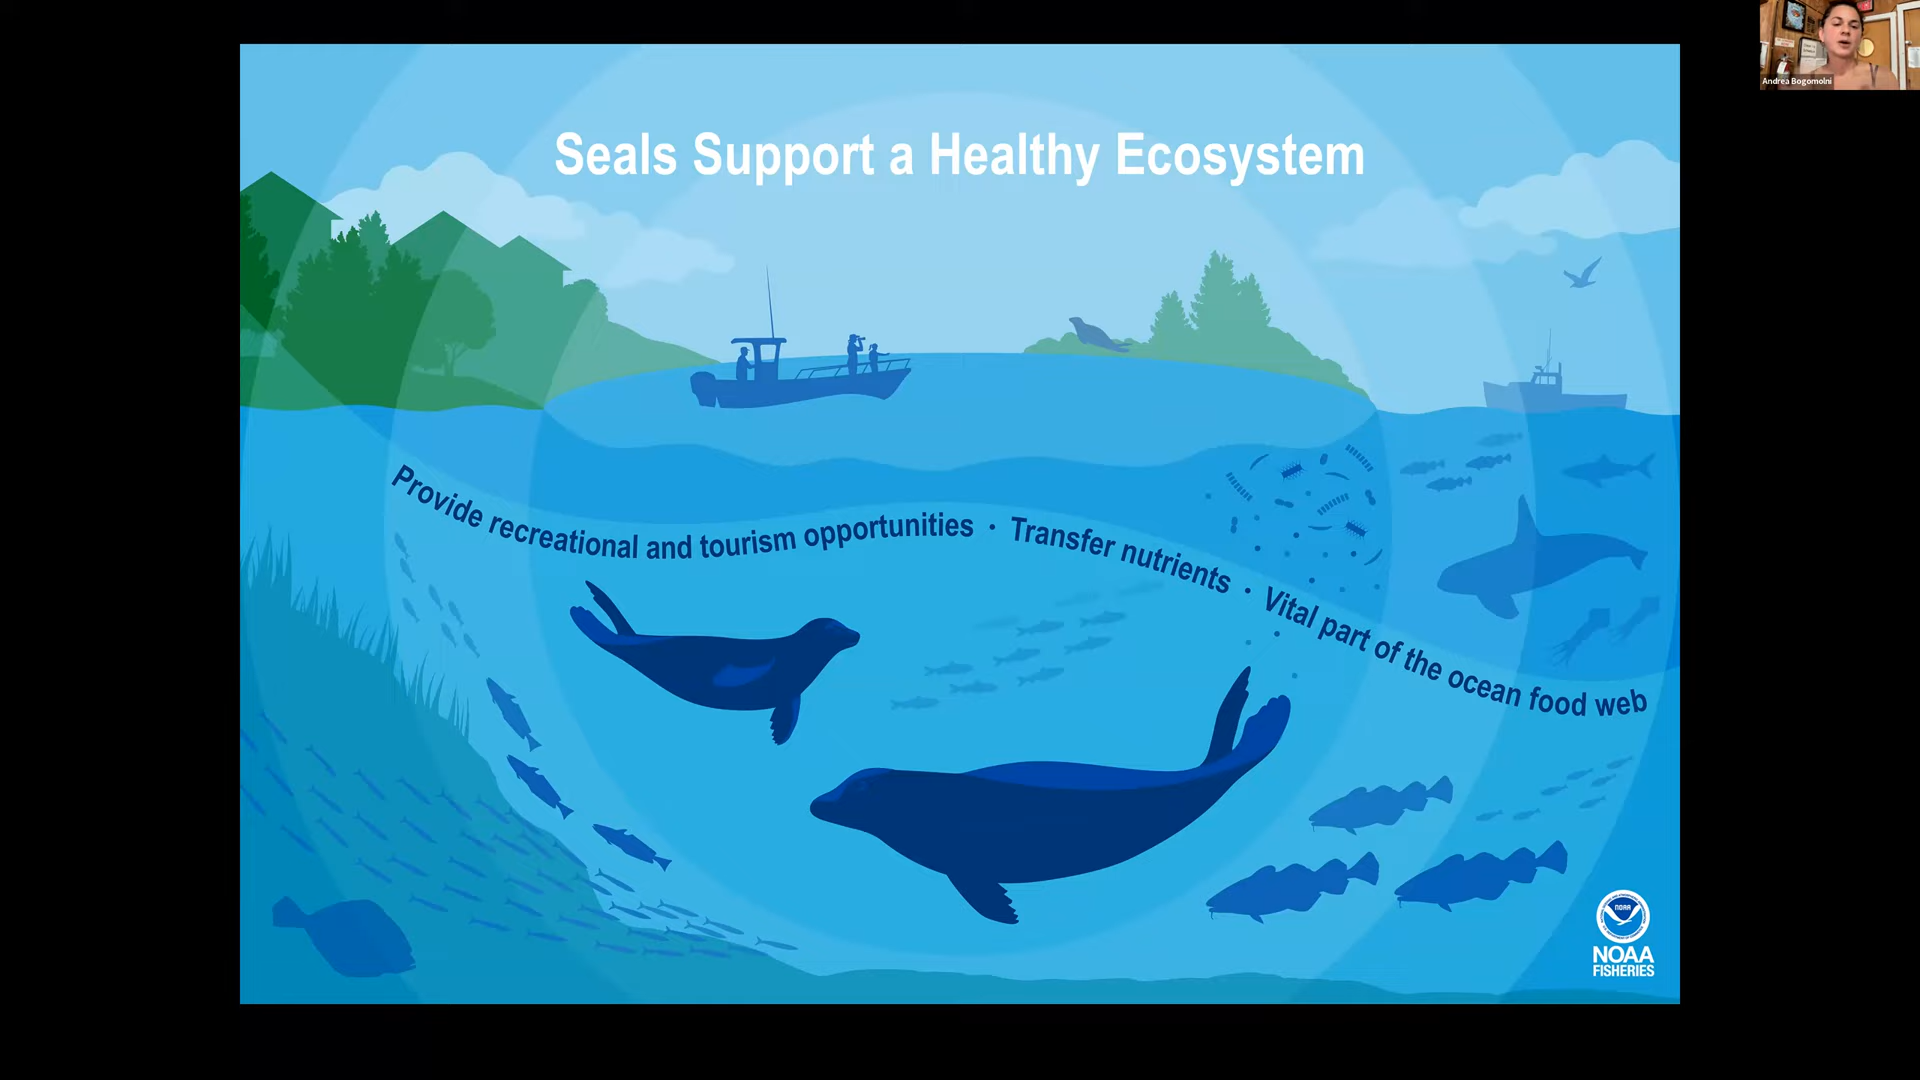 Andrea Bogomolni
Seals Support a Healthy Ecosystem
Provide recreational and tourism opportunities · Transfer nutrients · Vital part of the ocean food web
NOAA
NOAA
FISHERIES